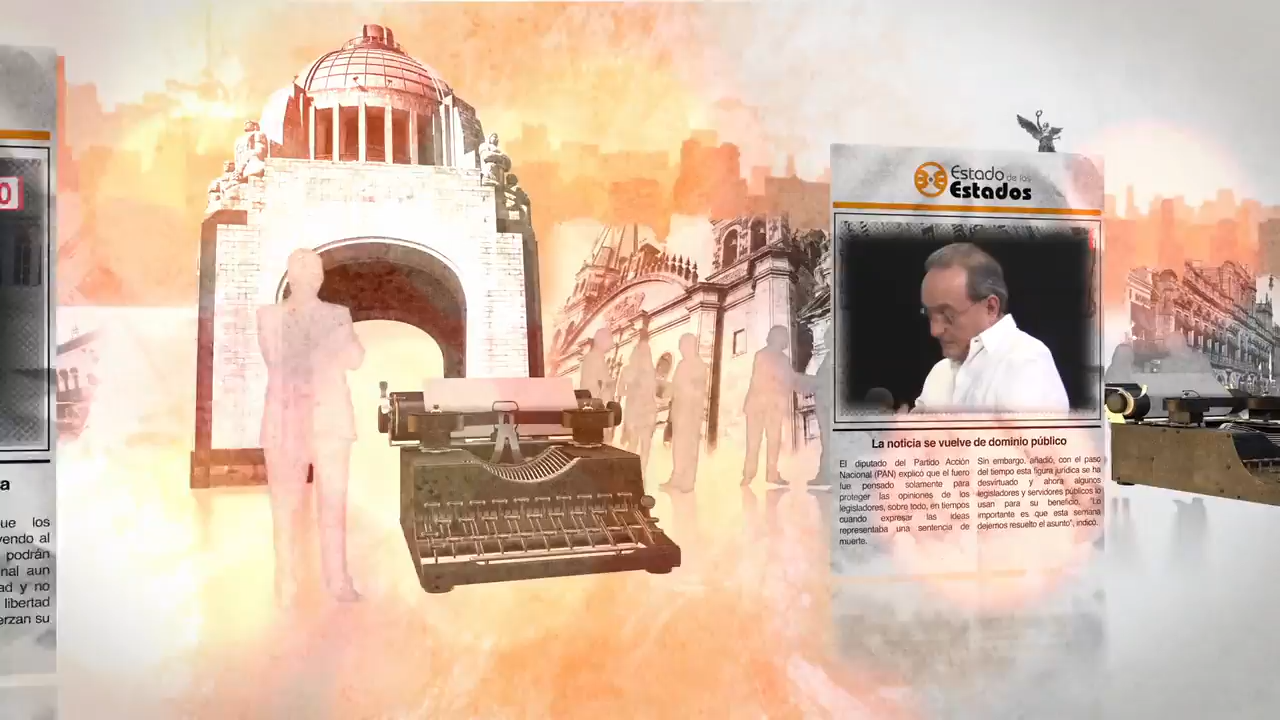 0
a
ue los
yendo al
podrán
nal aun
ad y no
libertad
erzan su
Estado de los
Estados
La noticia se vuelve de dominio público
El diputado del Partido Acción
Nacional (PAN) explicó que el fuero
fue pensado solamente para
proteger las opiniones de los
legisladores, sobre todo, en tiempos
cuando expresar las ideas
representaba una sentencia de
muerte.
Sin embargo, añadió, con el paso
del tiempo esta figura jurídica se ha
desvirtuado y ahora algunos
legisladores y servidores públicos lo
usan para su beneficio. "Lo
importante es que esta semana
dejemos resuelto el asunto", indicó.